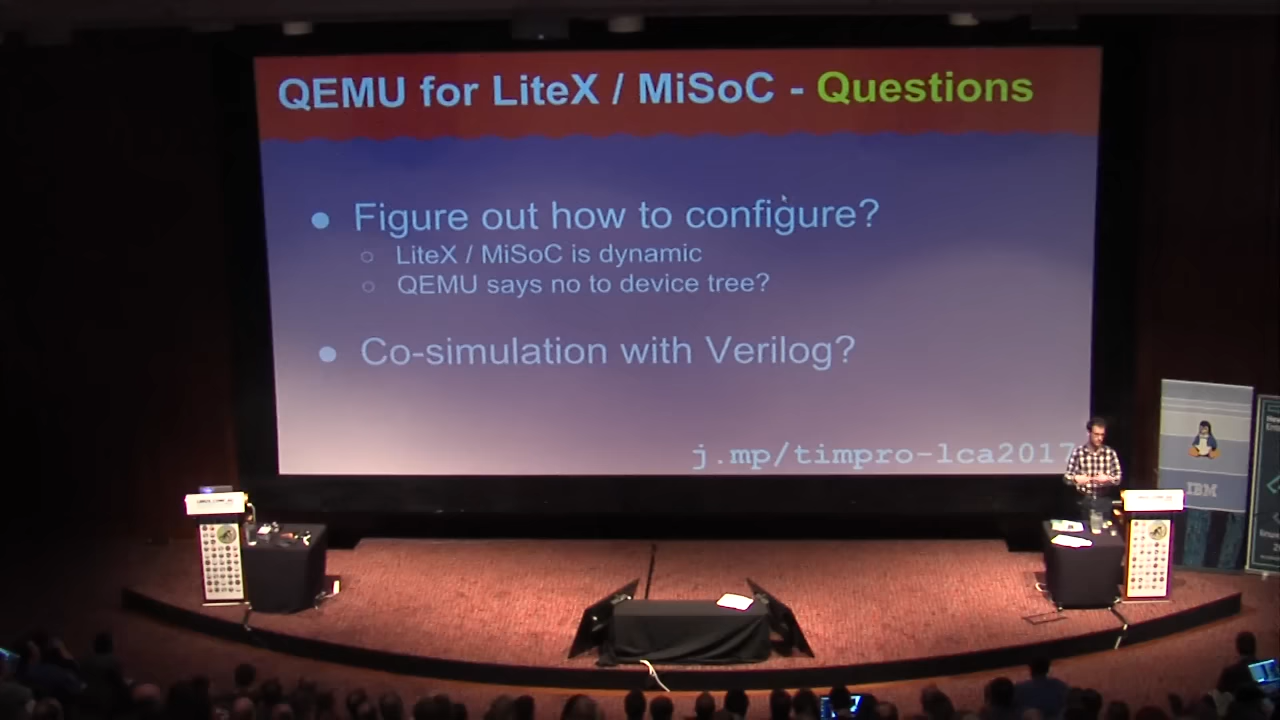 QEMU for LiteX / MiSoC - Questions
● Figure out how to configure?
○ LiteX / MiSoC is dynamic
○ QEMU says no to device tree?
● Co-simulation with Verilog?
j.mp/timpro-lca2017
IBM